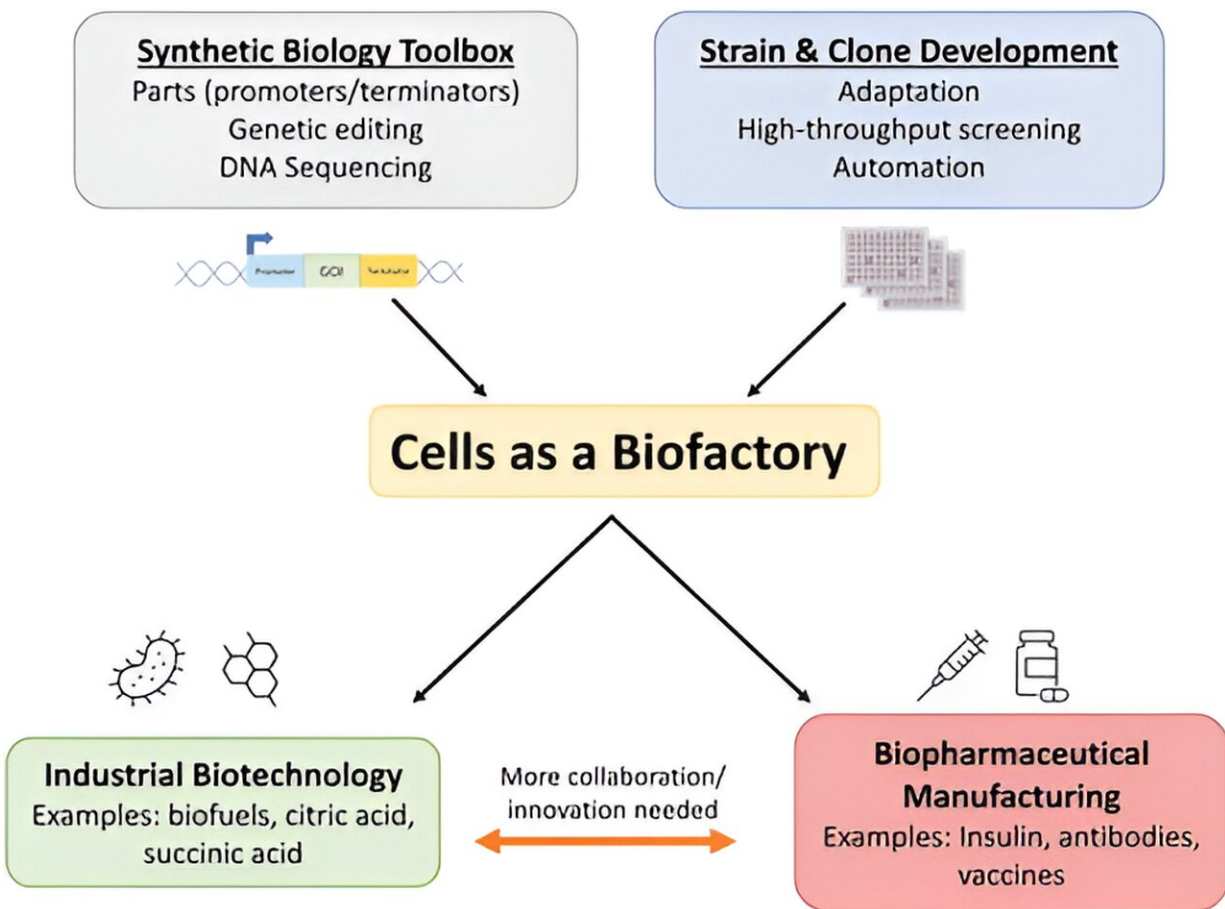 Synthetic Biology Toolbox
Parts (promoters/terminators)
Genetic editing
DNA Sequencing
Strain & Clone Development
Adaptation
High-throughput screening
Automation
Promoter
GOI
Cells as a Biofactory
Industrial Biotechnology
Examples: biofuels, citric acid,
succinic acid
More collaboration/
innovation needed
Biopharmaceutical
Manufacturing
Examples: Insulin, antibodies,
vaccines